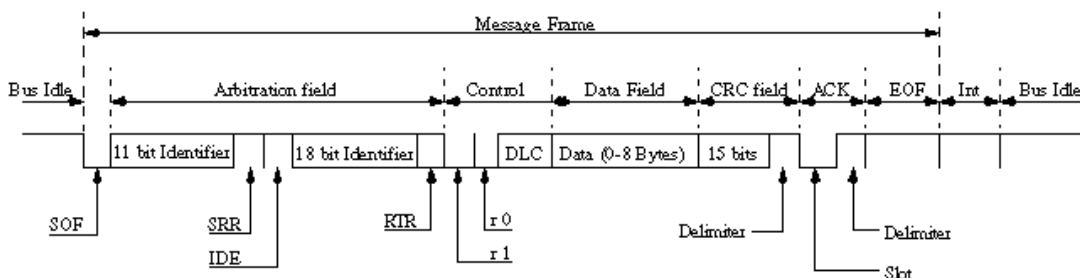 Message Frame
Bus Idle Arbitration field Control Data Field CRC field ACK EOF Int Bus Idle
11 bit Identifier 18 bit Identifier DLC Data (0-8 Bytes) 15 bits
SOF SRR RTR r 0 Delimiter Delimiter
IDE r 1
Slot